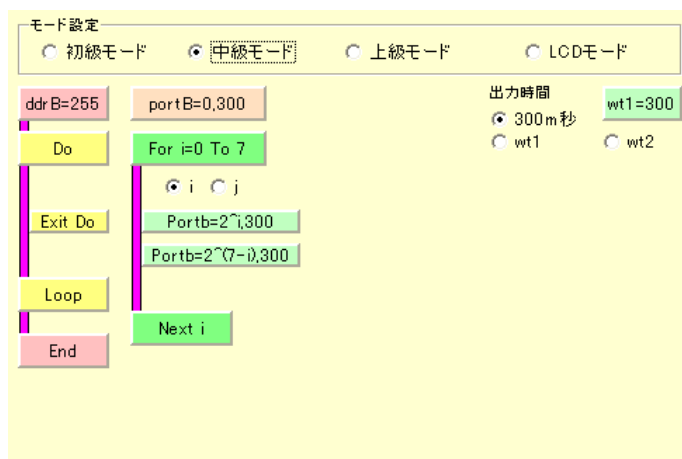 モード設定
初級モード 中級モード 上級モード LCDモード
ddrB=255 portB=0,300 出力時間 wt1=300
300m秒
Do For i=0 To 7 wt1 wt2
i j
Exit Do Portb=2^i,300
Portb=2^(7-i),300
Loop
Next i
End